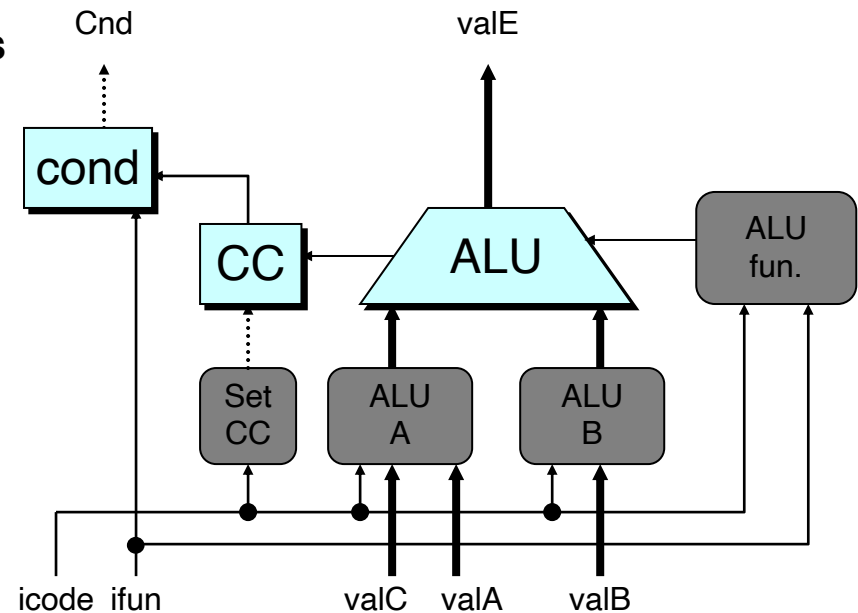 Cnd
valE
s
cond
CC
ALU
ALU
fun.
Set
CC
ALU
A
ALU
B
icode
ifun
valC
valA
valB